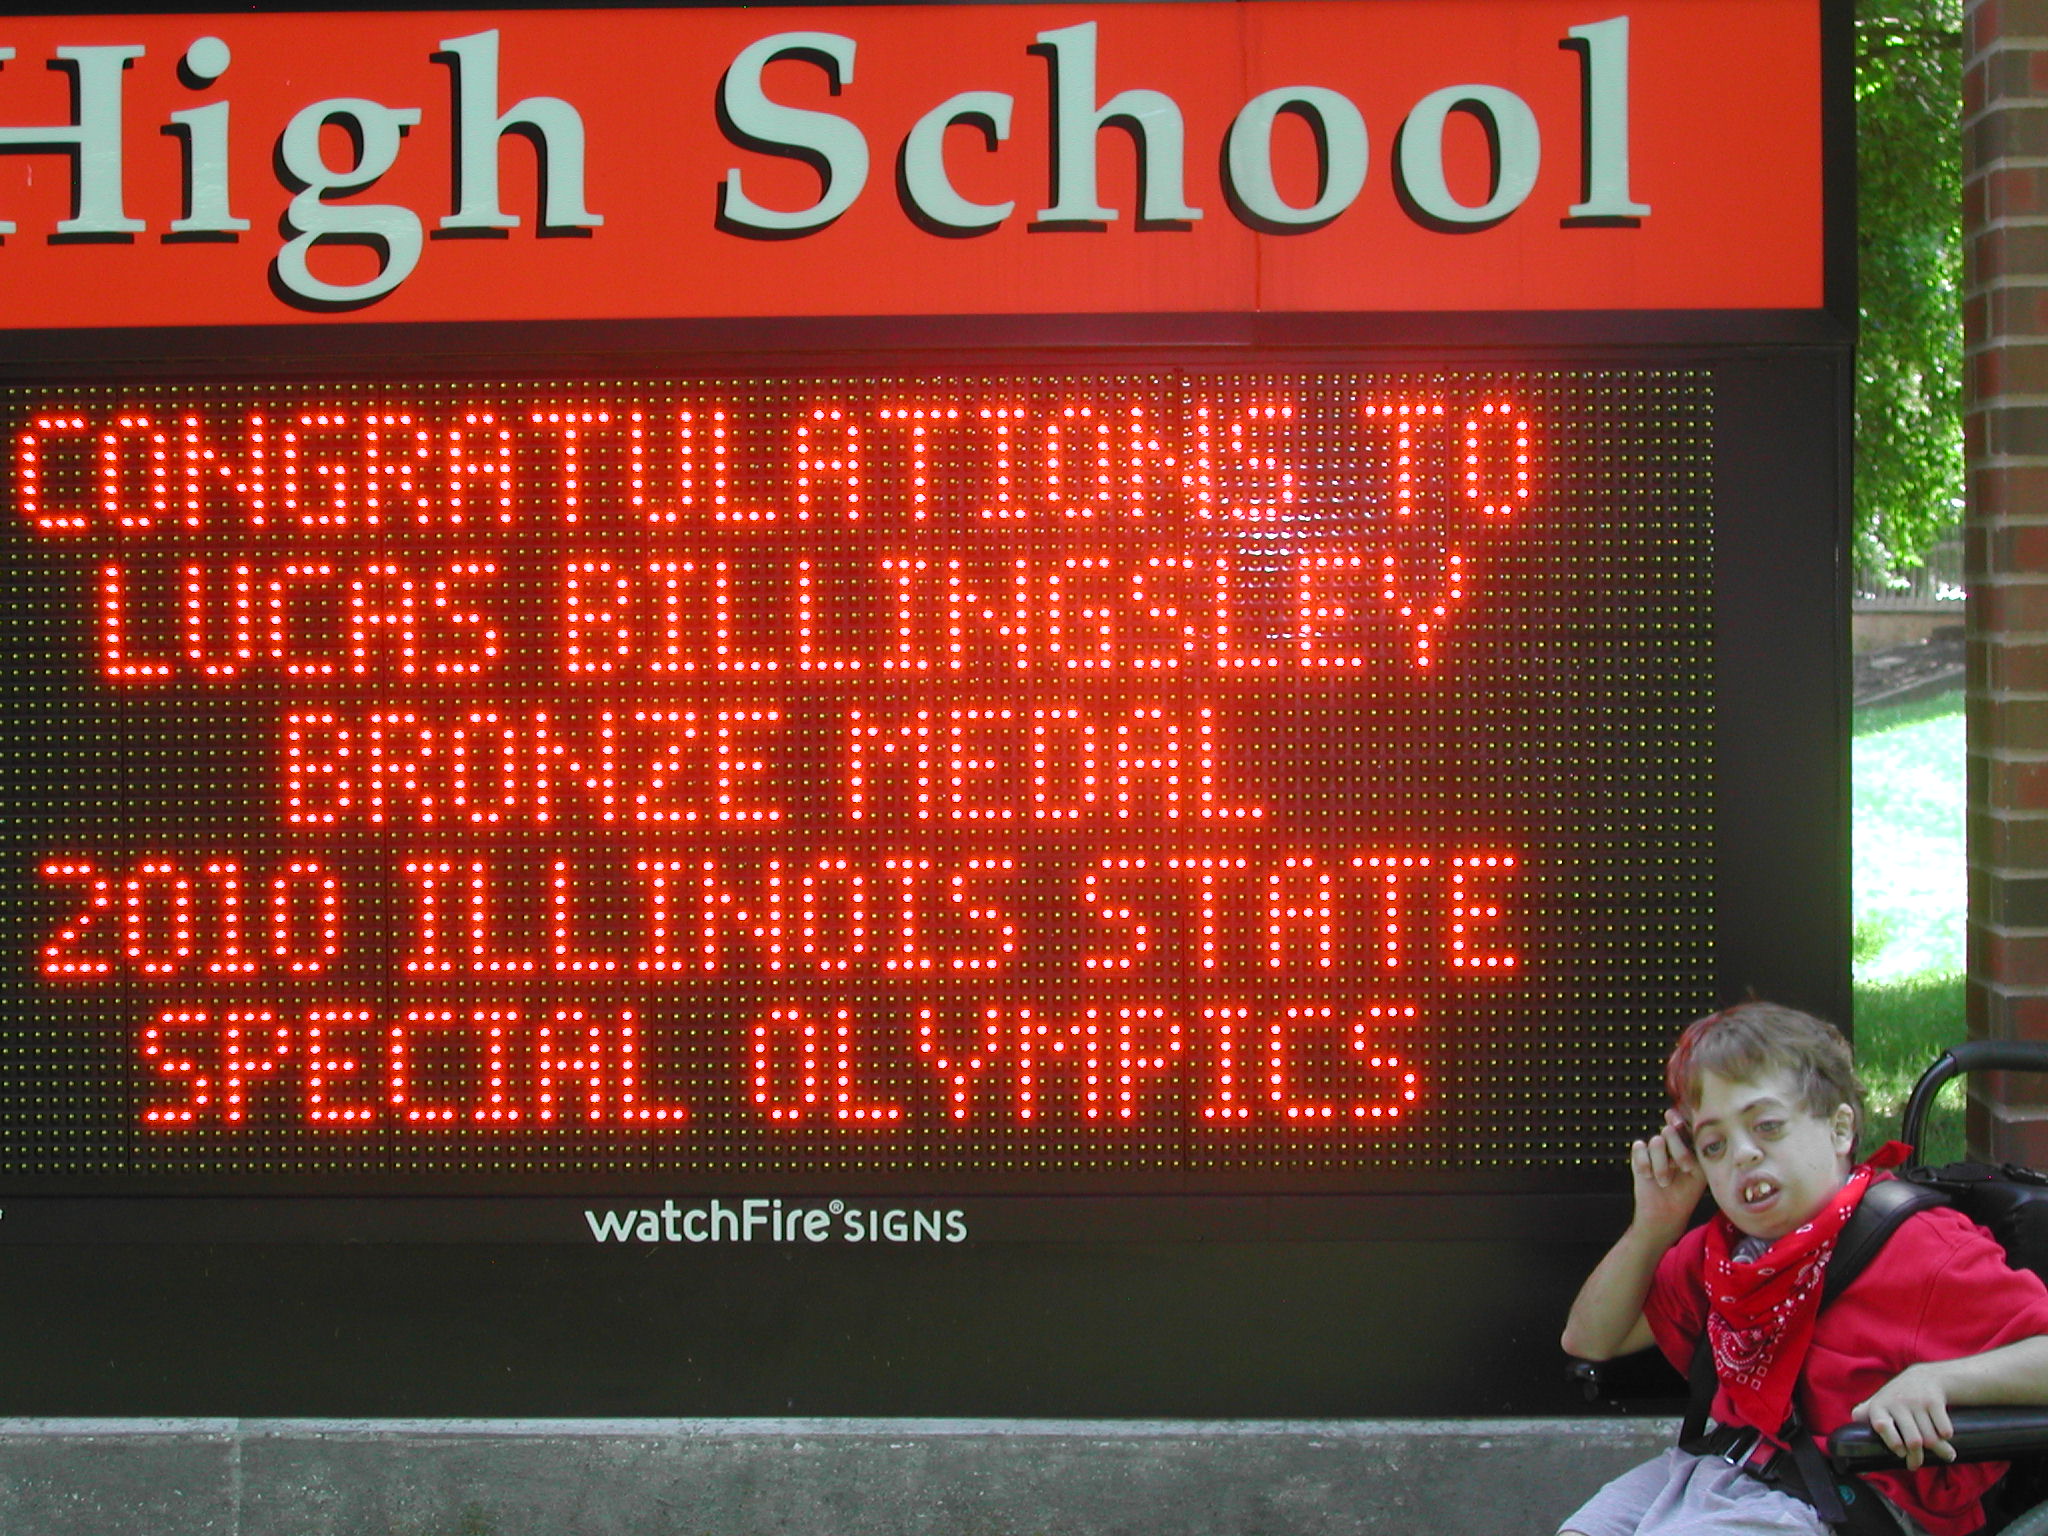 High School
CONGRATULATIONS TO
LUCAS BILLINGSLEY
BRONZE MEDAL
2010 ILLINOIS STATE
SPECIAL OLYMPICS
watchFire® SIGNS